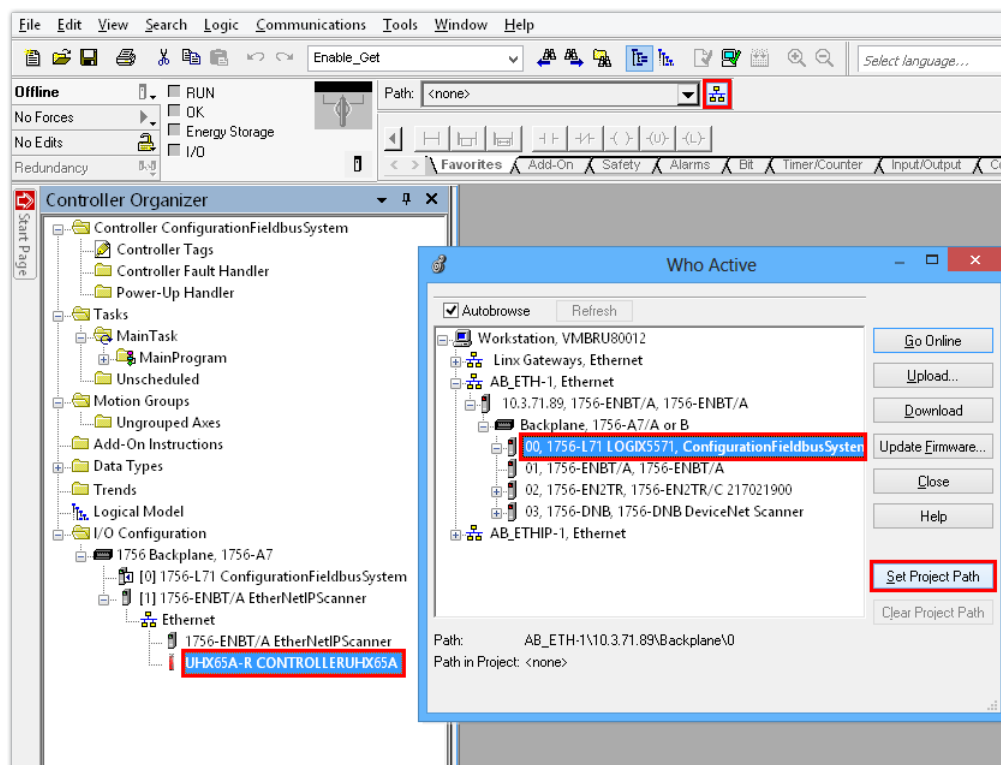 File Edit View Search Logic Communications Tools Window Help
Enable_Get
Select language...
Offline
RUN
Path: <none>
No Forces
OK
Energy Storage
No Edits
I/O
Redundancy
Favorites Add-On Safety Alarms Bit Timer/Counter Input/Output
Start Page
Controller Organizer
Controller ConfigurationFieldbusSystem
Controller Tags
Controller Fault Handler
Power-Up Handler
Tasks
MainTask
MainProgram
Unscheduled
Motion Groups
Ungrouped Axes
Add-On Instructions
Data Types
Trends
Logical Model
I/O Configuration
1756 Backplane, 1756-A7
[0] 1756-L71 ConfigurationFieldbusSystem
[1] 1756-ENBT/A EtherNetIPScanner
Ethernet
1756-ENBT/A EtherNetIPScanner
UHX65A-R CONTROLLERUHX65A
Who Active
Autobrowse
Refresh
Workstation, VMBRU80012
Linx Gateways, Ethernet
AB_ETH-1, Ethernet
10.3.71.89, 1756-ENBT/A, 1756-ENBT/A
Backplane, 1756-A7/A or B
00, 1756-L71 LOGIX5571, ConfigurationFieldbusSystem
01, 1756-ENBT/A, 1756-ENBT/A
02, 1756-EN2TR, 1756-EN2TR/C 217021900
03, 1756-DNB, 1756-DNB DeviceNet Scanner
AB_ETHIP-1, Ethernet
Go Online
Upload...
Download
Update Firmware...
Close
Help
Set Project Path
Clear Project Path
Path: AB_ETH-1\10.3.71.89\Backplane\0
Path in Project: <none>